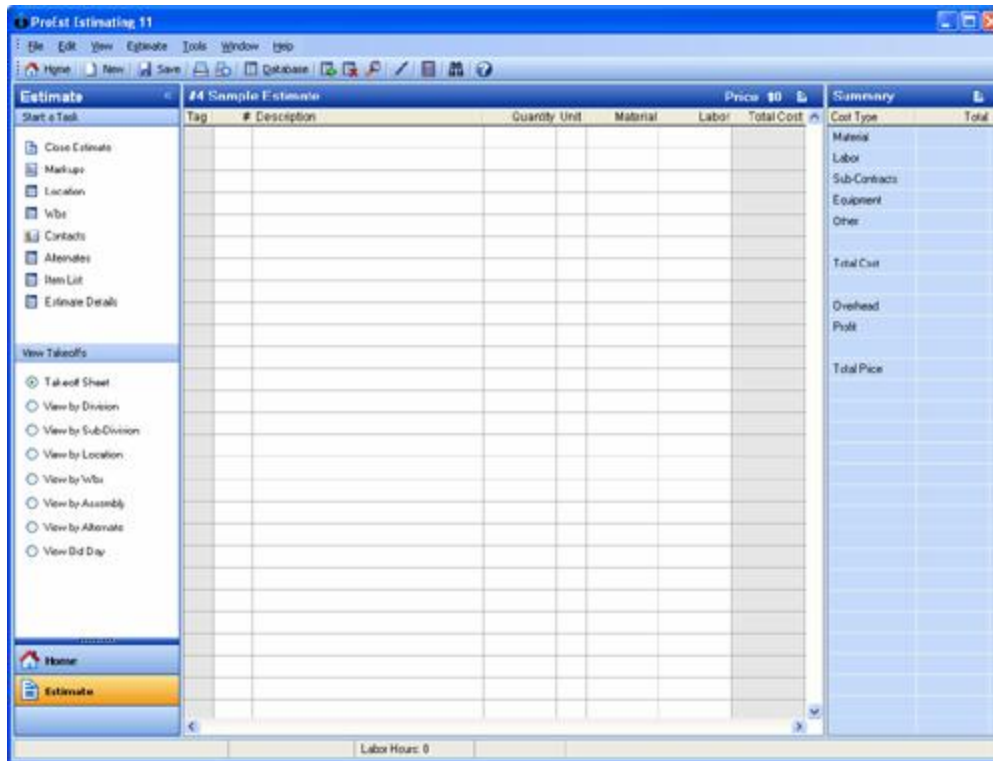 ProEst Estimating 11
File Edit View Estimate Tools Window Help
Home New Save Database
Estimate
Start a Task
Close Estimate
Markups
Location
Wbs
Contacts
Alternates
Item List
Estimate Details
View Takeoffs
Takeoff Sheet
View by Division
View by Sub-Division
View by Location
View by Wbs
View by Assembly
View by Alternate
View Bid Day
Home
Estimate
#4 Sample Estimate Price $0
Tag # Description Quantity Unit Material Labor Total Cost
Labor Hours: 0
Summary
Cost Type Total
Material
Labor
Sub-Contracts
Equipment
Other
Total Cost
Overhead
Profit
Total Price